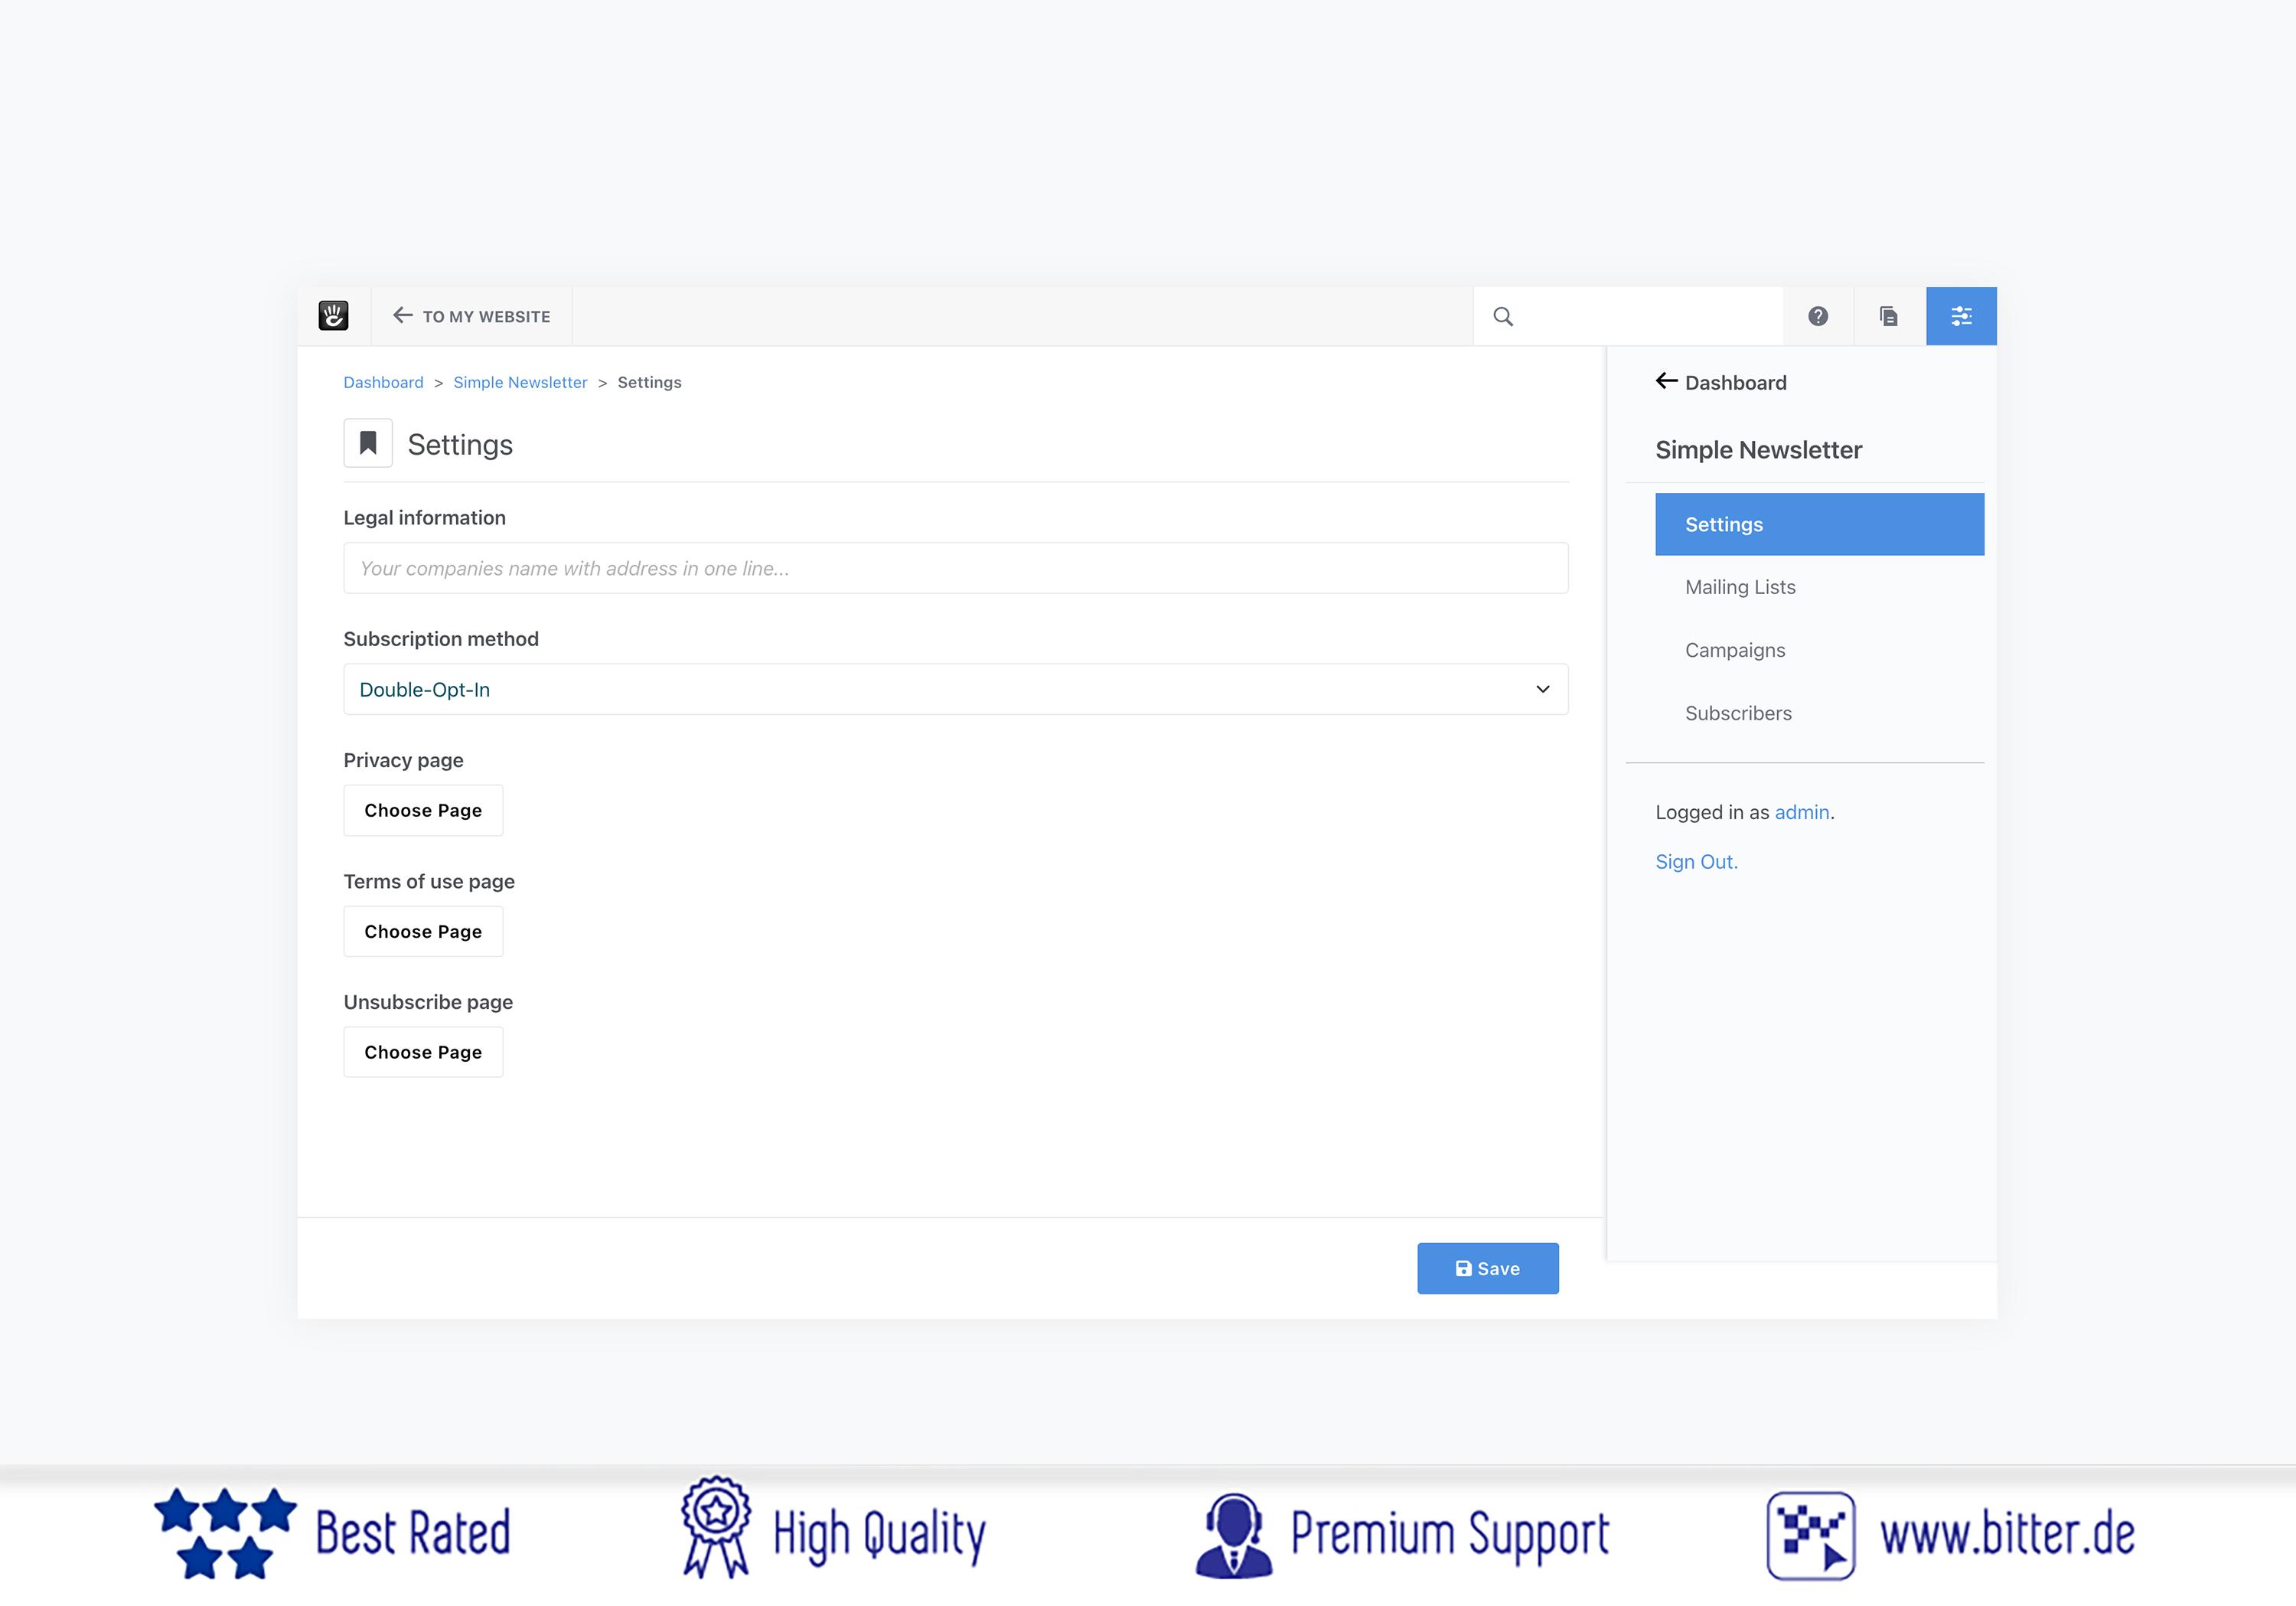 TO MY WEBSITE
Dashboard > Simple Newsletter > Settings
Settings
Legal information
Your companies name with address in one line...
Subscription method
Double-Opt-In
Privacy page
Choose Page
Terms of use page
Choose Page
Unsubscribe page
Choose Page
Save
Dashboard
Simple Newsletter
Settings
Mailing Lists
Campaigns
Subscribers
Logged in as admin.
Sign Out.
Best Rated
High Quality
Premium Support
www.bitter.de